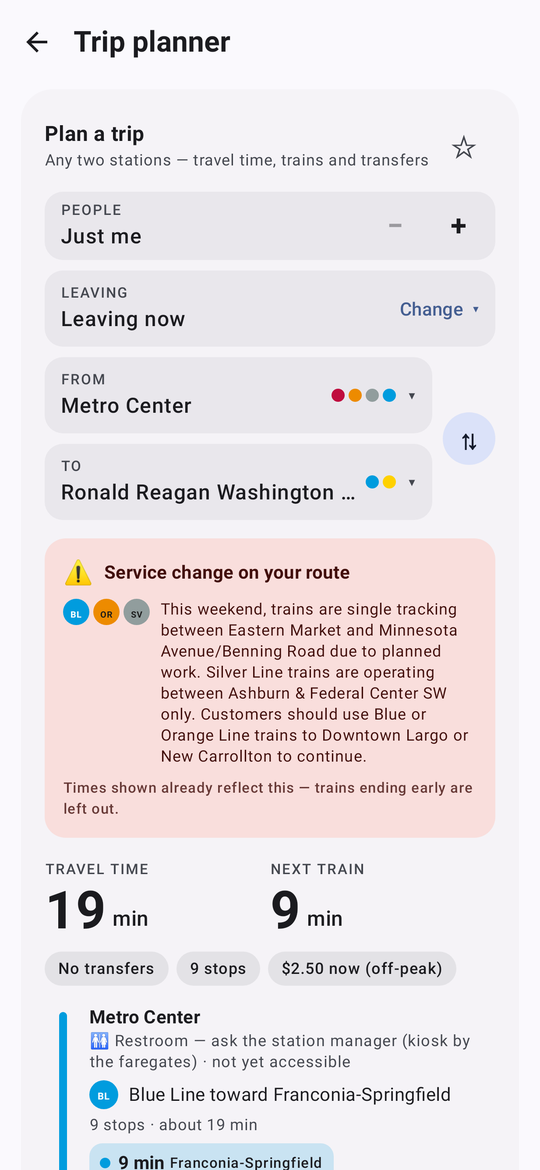 Trip planner
Plan a trip
Any two stations — travel time, trains and transfers
PEOPLE
Just me
LEAVING
Leaving now
Change
FROM
Metro Center
TO
Ronald Reagan Washington ...
Service change on your route
BL OR SV
This weekend, trains are single tracking
between Eastern Market and Minnesota
Avenue/Benning Road due to planned
work. Silver Line trains are operating
between Ashburn & Federal Center SW
only. Customers should use Blue or
Orange Line trains to Downtown Largo or
New Carrollton to continue.
Times shown already reflect this — trains ending early are
left out.
TRAVEL TIME
19 min
NEXT TRAIN
9 min
No transfers
9 stops
$2.50 now (off-peak)
Metro Center
Restroom — ask the station manager (kiosk by
the faregates) · not yet accessible
BL Blue Line toward Franconia-Springfield
9 stops · about 19 min
9 min Franconia-Springfield